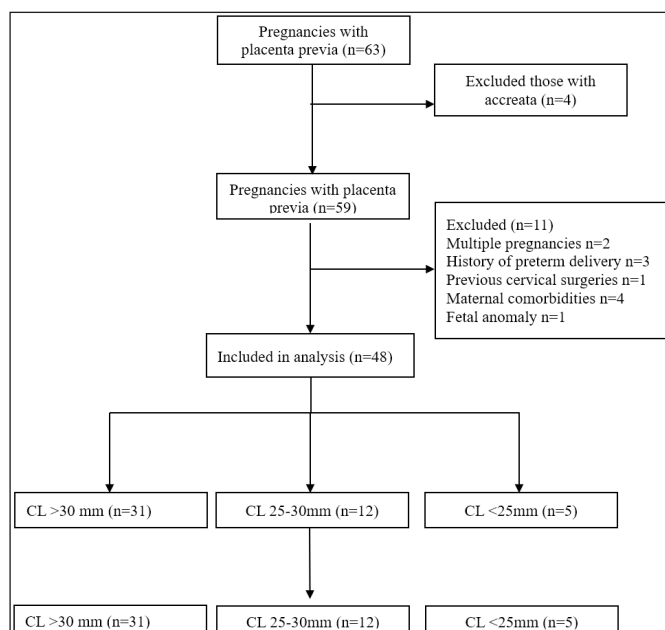 Pregnancies with
placenta previa (n=63)
Excluded those with
accreata (n=4)
Pregnancies with placenta
previa (n=59)
Excluded (n=11)
Multiple pregnancies n=2
History of preterm delivery n=3
Previous cervical surgeries n=1
Maternal comorbidities n=4
Fetal anomaly n=1
Included in analysis (n=48)
CL >30 mm (n=31)
CL 25-30mm (n=12)
CL <25mm (n=5)
CL >30 mm (n=31)
CL 25-30mm (n=12)
CL <25mm (n=5)